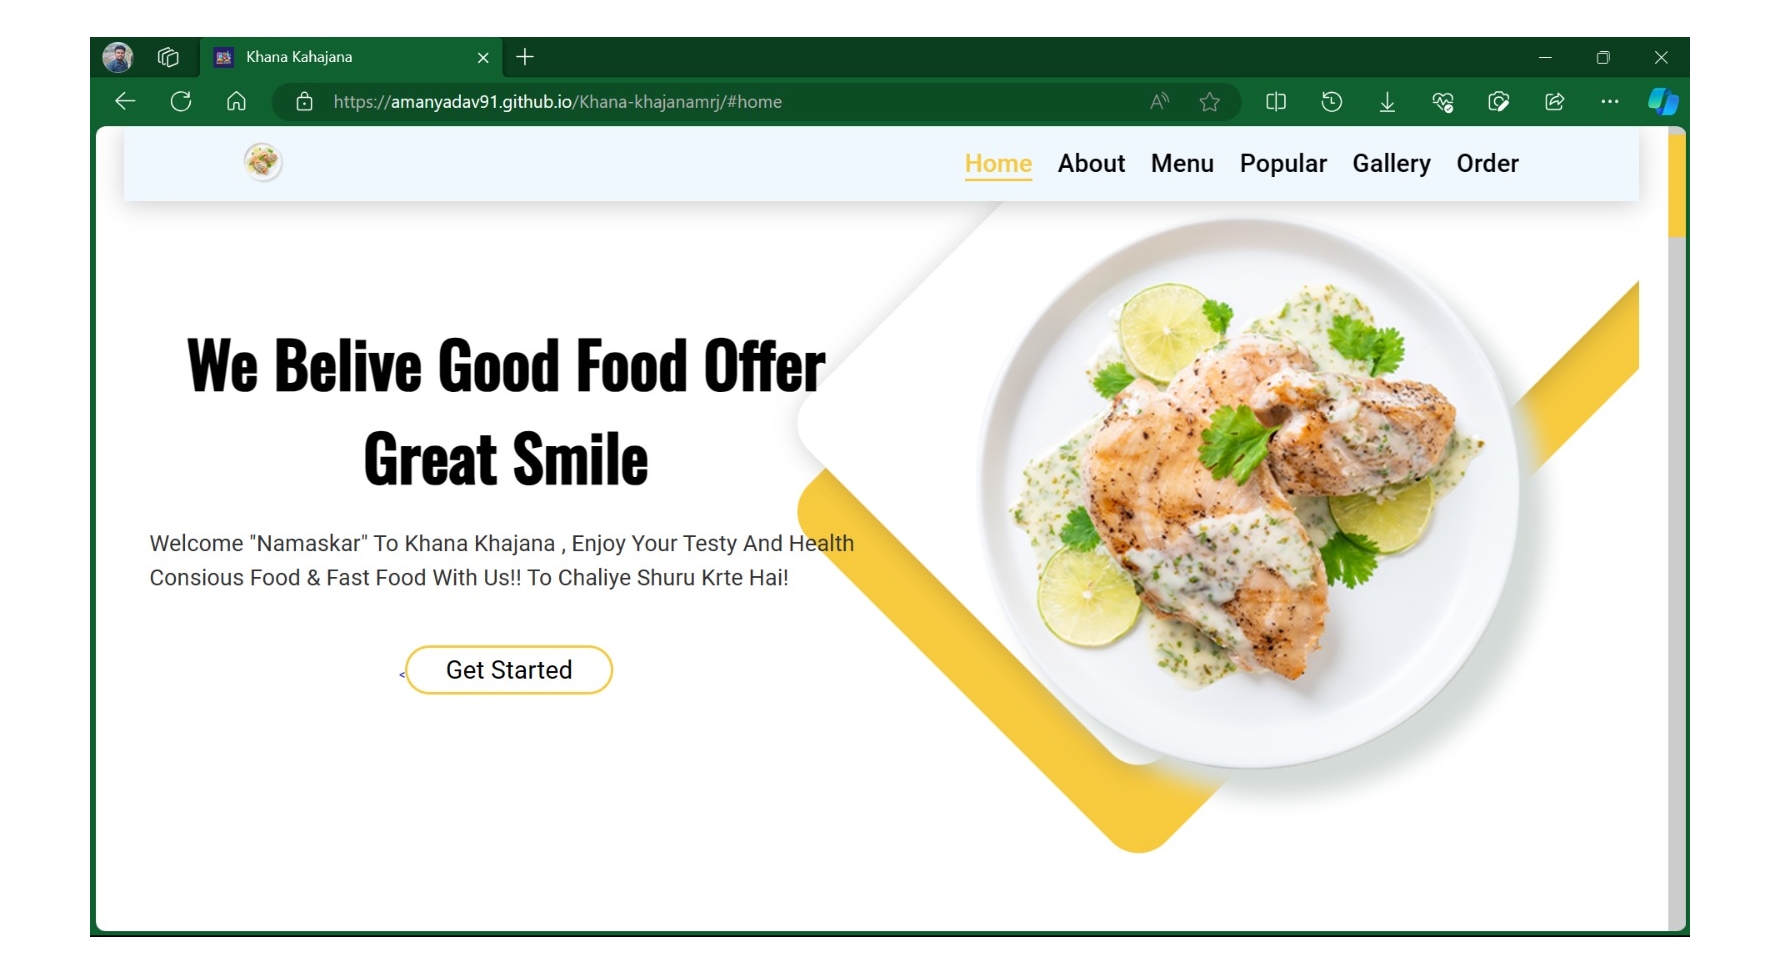 Khana Kahajana
https://amanyadav91.github.io/Khana-khajanamrj/#home
Home About Menu Popular Gallery Order
We Belive Good Food Offer
Great Smile
Welcome "Namaskar" To Khana Khajana , Enjoy Your Testy And Health
Consious Food & Fast Food With Us!! To Chaliye Shuru Krte Hai!
< Get Started